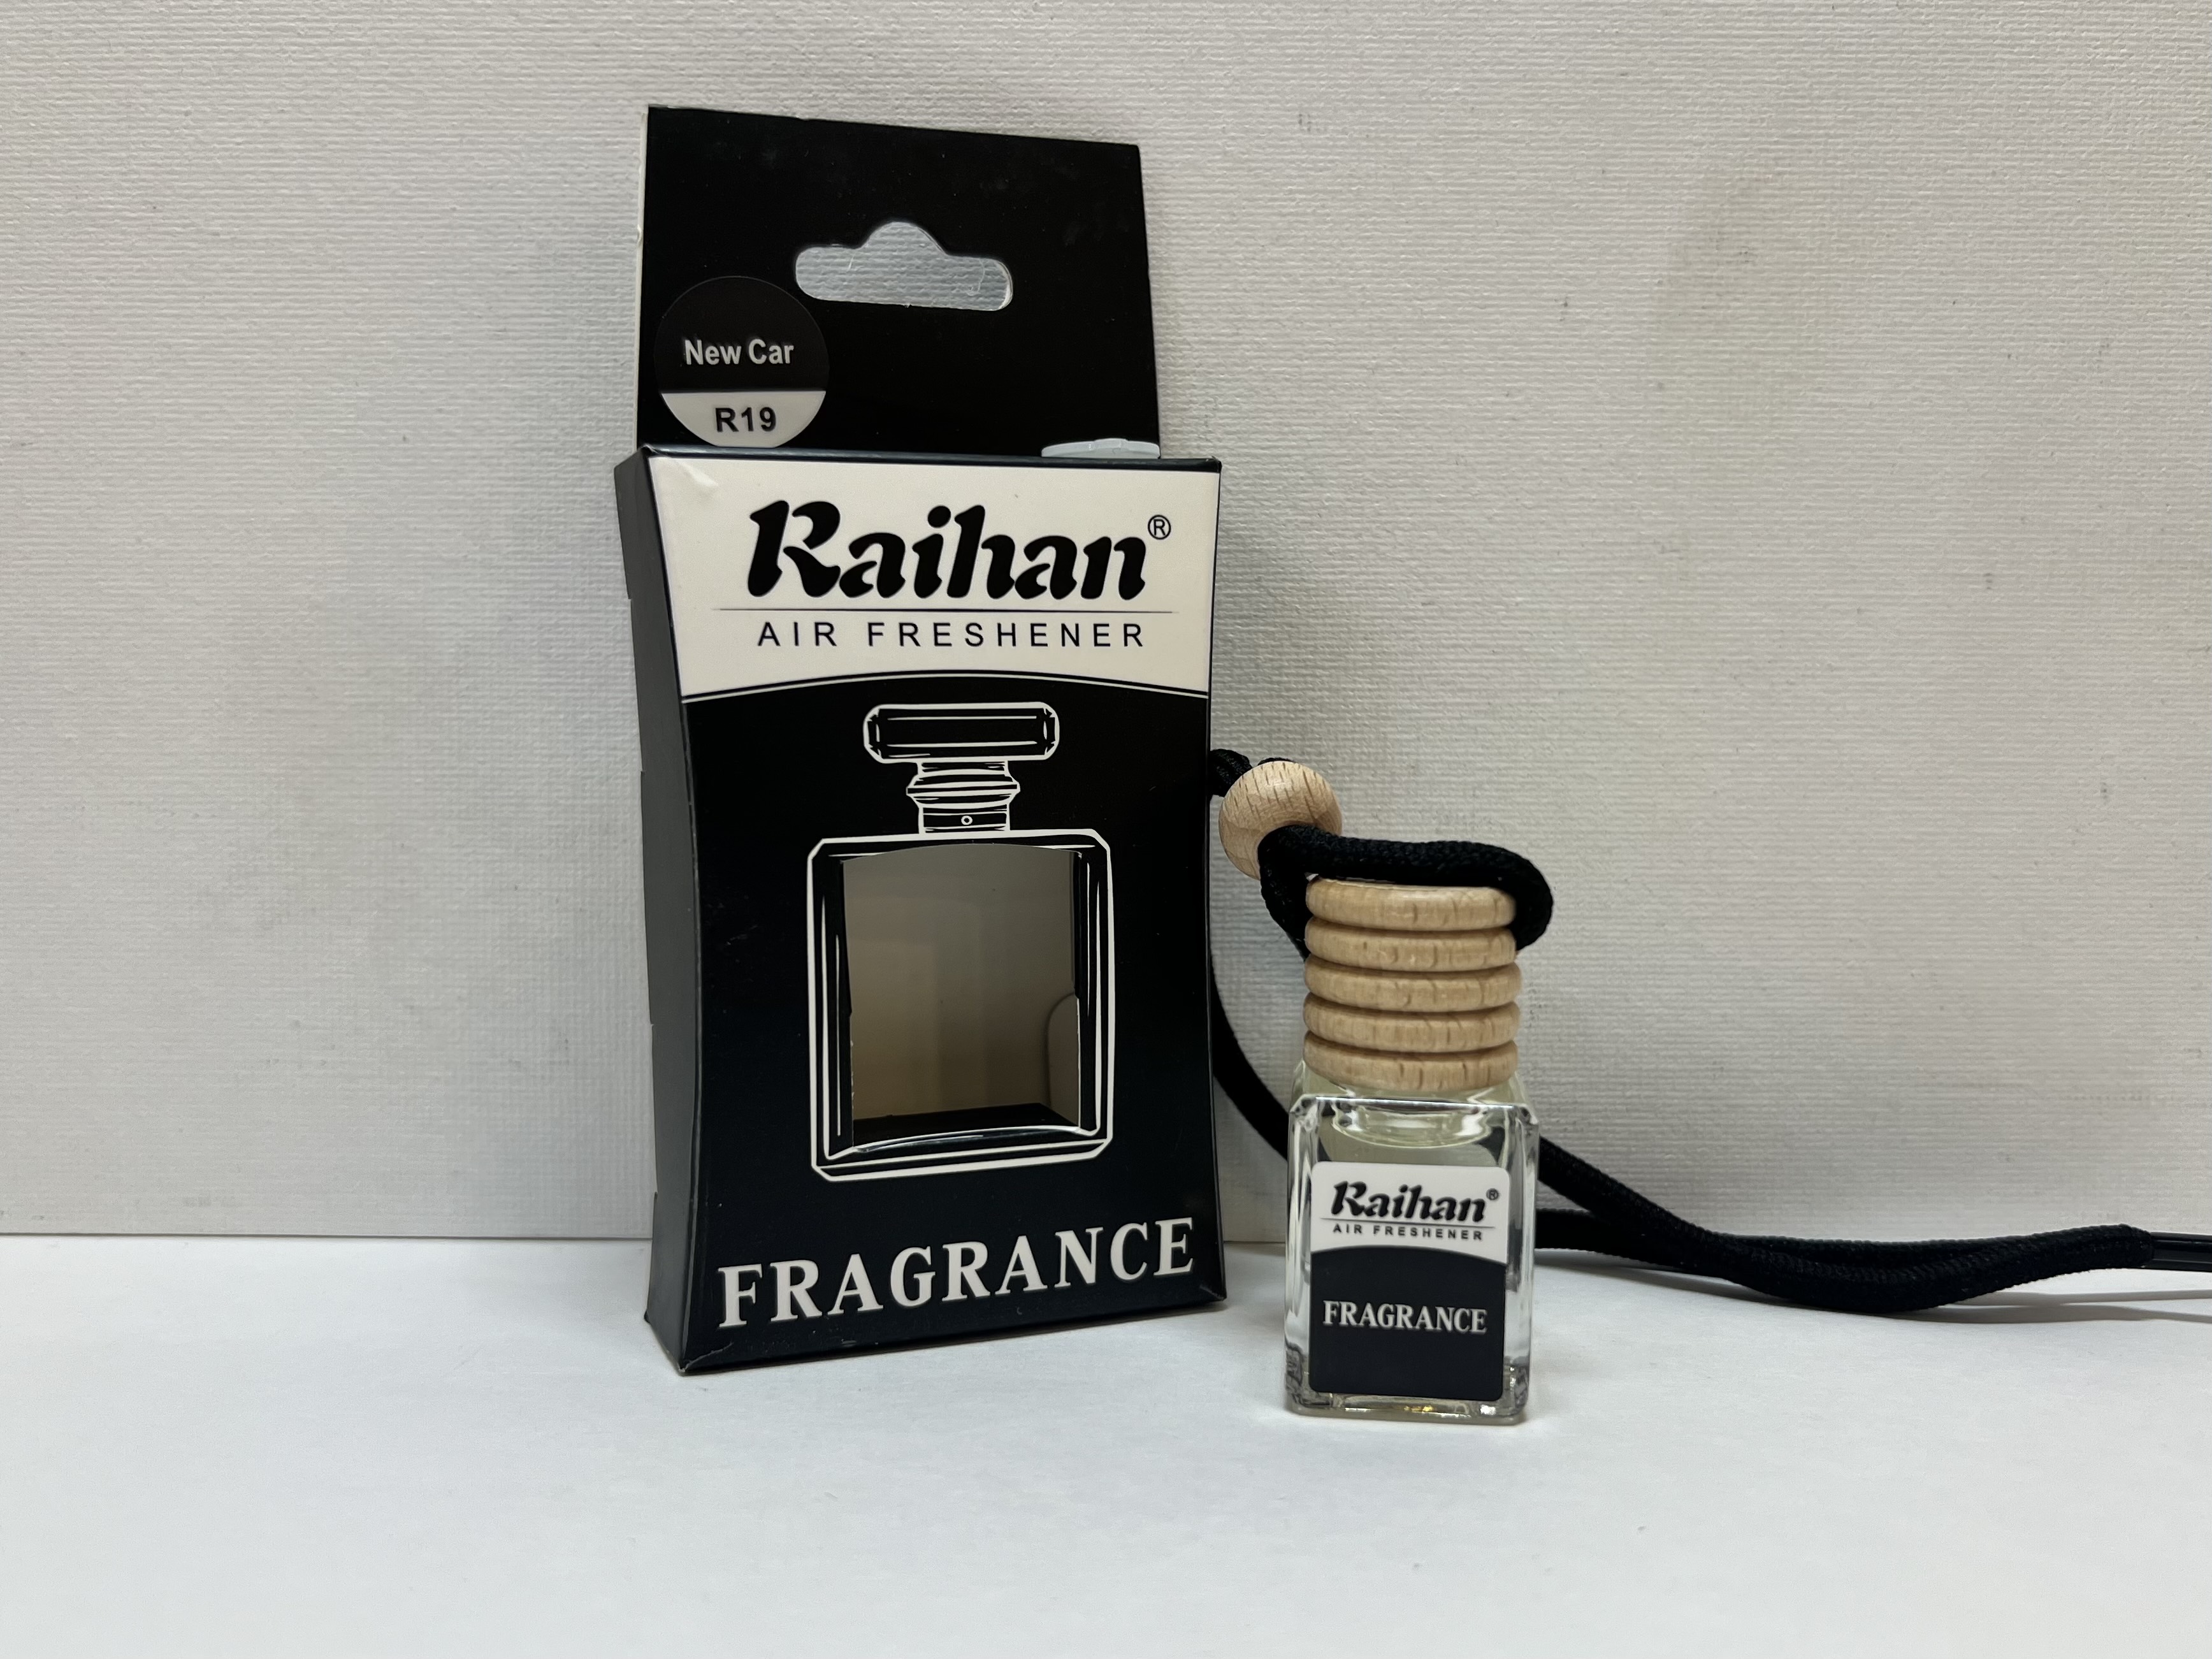 New Car
R19
Raihan®
AIR FRESHENER
FRAGRANCE
Raihan®
AIR FRESHENER
FRAGRANCE